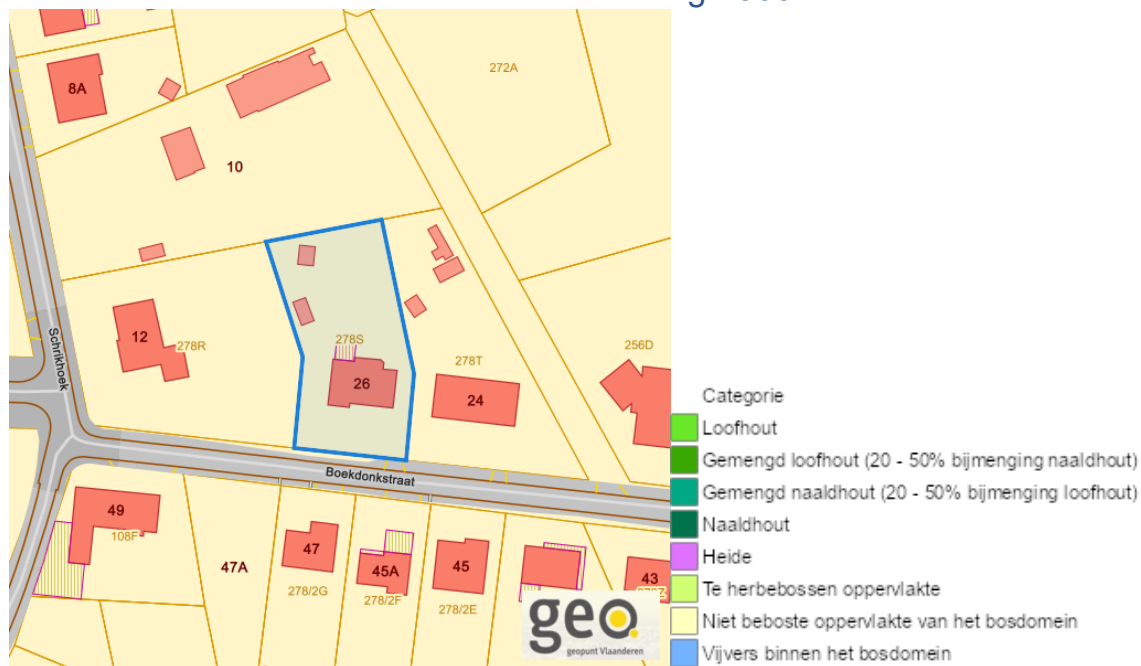 8A
272A
10
Schrikhoek
12
278R
278S
26
278T
24
256D
Boekdonkstraat
49
108F
47A
47
278/2G
45A
278/2F
45
278/2E
43
geo.
geopunt Vlaanderen
Categorie
Loofhout
Gemengd loofhout (20 - 50% bijmenging naaldhout)
Gemengd naaldhout (20 - 50% bijmenging loofhout)
Naaldhout
Heide
Te herbebossen oppervlakte
Niet beboste oppervlakte van het bosdomein
Vijvers binnen het bosdomein